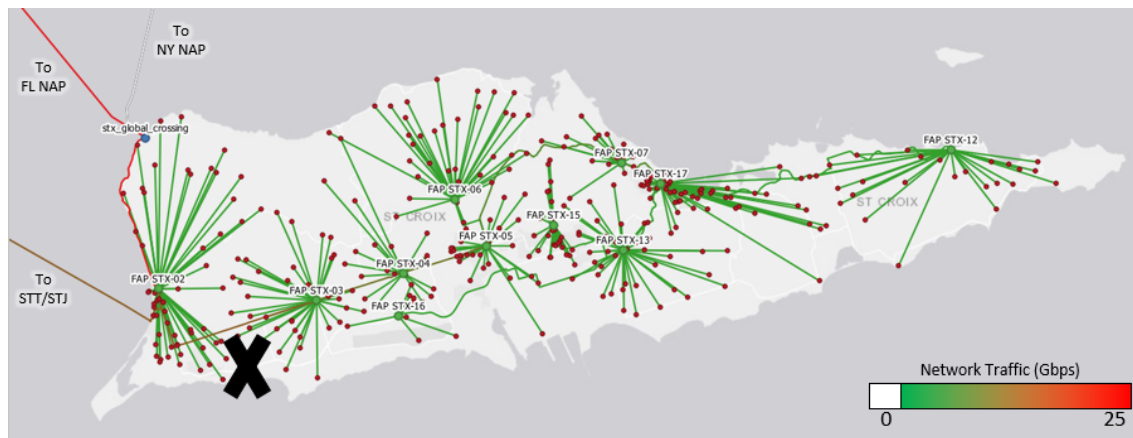 To
NY NAP
To
FL NAP
stx_global_crossing
FAP STX-12
FAP STX-07
FAP STX-17
FAP STX-06
ST CROIX
ST CROIX
FAP STX-15
FAP STX-05
FAP STX-13
FAP STX-04
To
STT/STJ
FAP STX-02
FAP STX-03
FAP STX-16
Network Traffic (Gbps)
0
25